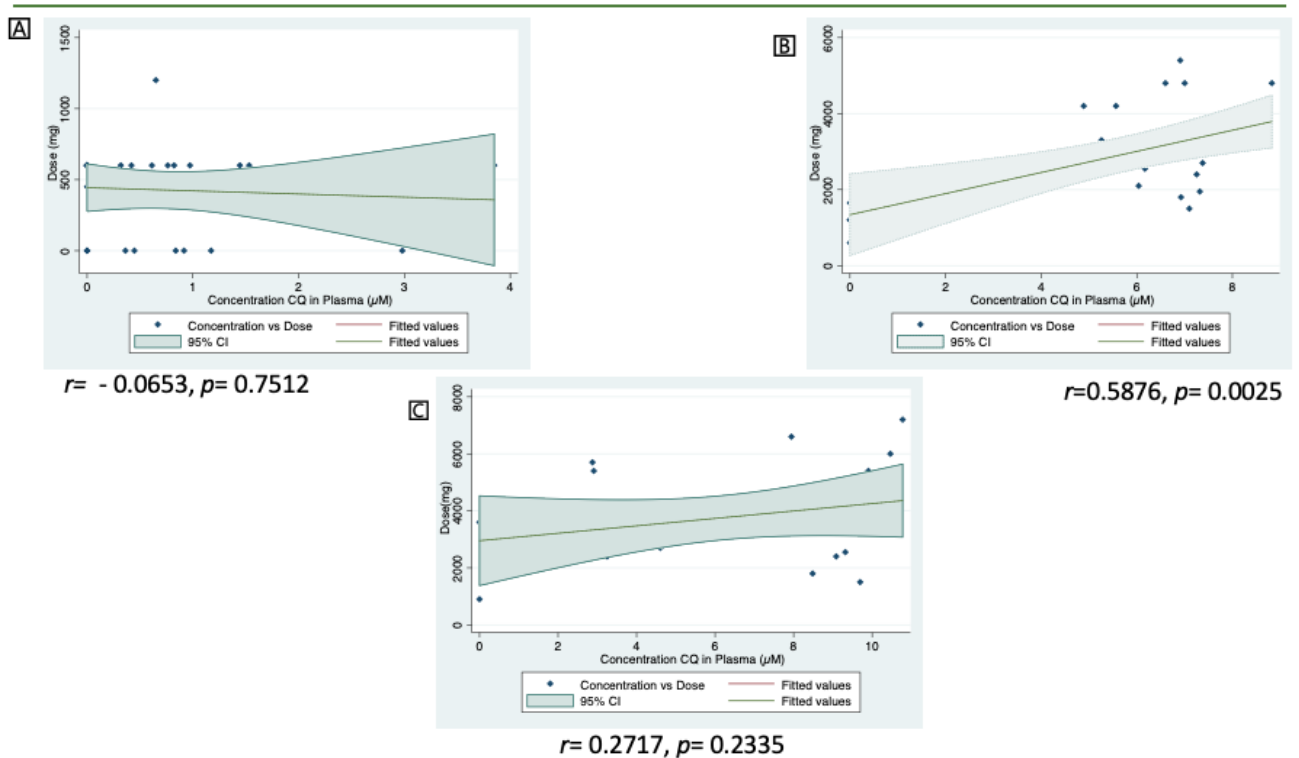 A
1500
1000
500
0
Dose (mg)
0 1 2 3 4
Concentration CQ in Plasma (µM)
Concentration vs Dose Fitted values
95% CI Fitted values
r= - 0.0653, p= 0.7512
B
6000
4000
2000
0
Dose (mg)
0 2 4 6 8
Concentration CQ in Plasma (µM)
Concentration vs Dose Fitted values
95% CI Fitted values
r=0.5876, p= 0.0025
C
8000
6000
4000
2000
0
Dose(mg)
0 2 4 6 8 10
Concentration CQ in Plasma (µM)
Concentration vs Dose Fitted values
95% CI Fitted values
r= 0.2717, p= 0.2335